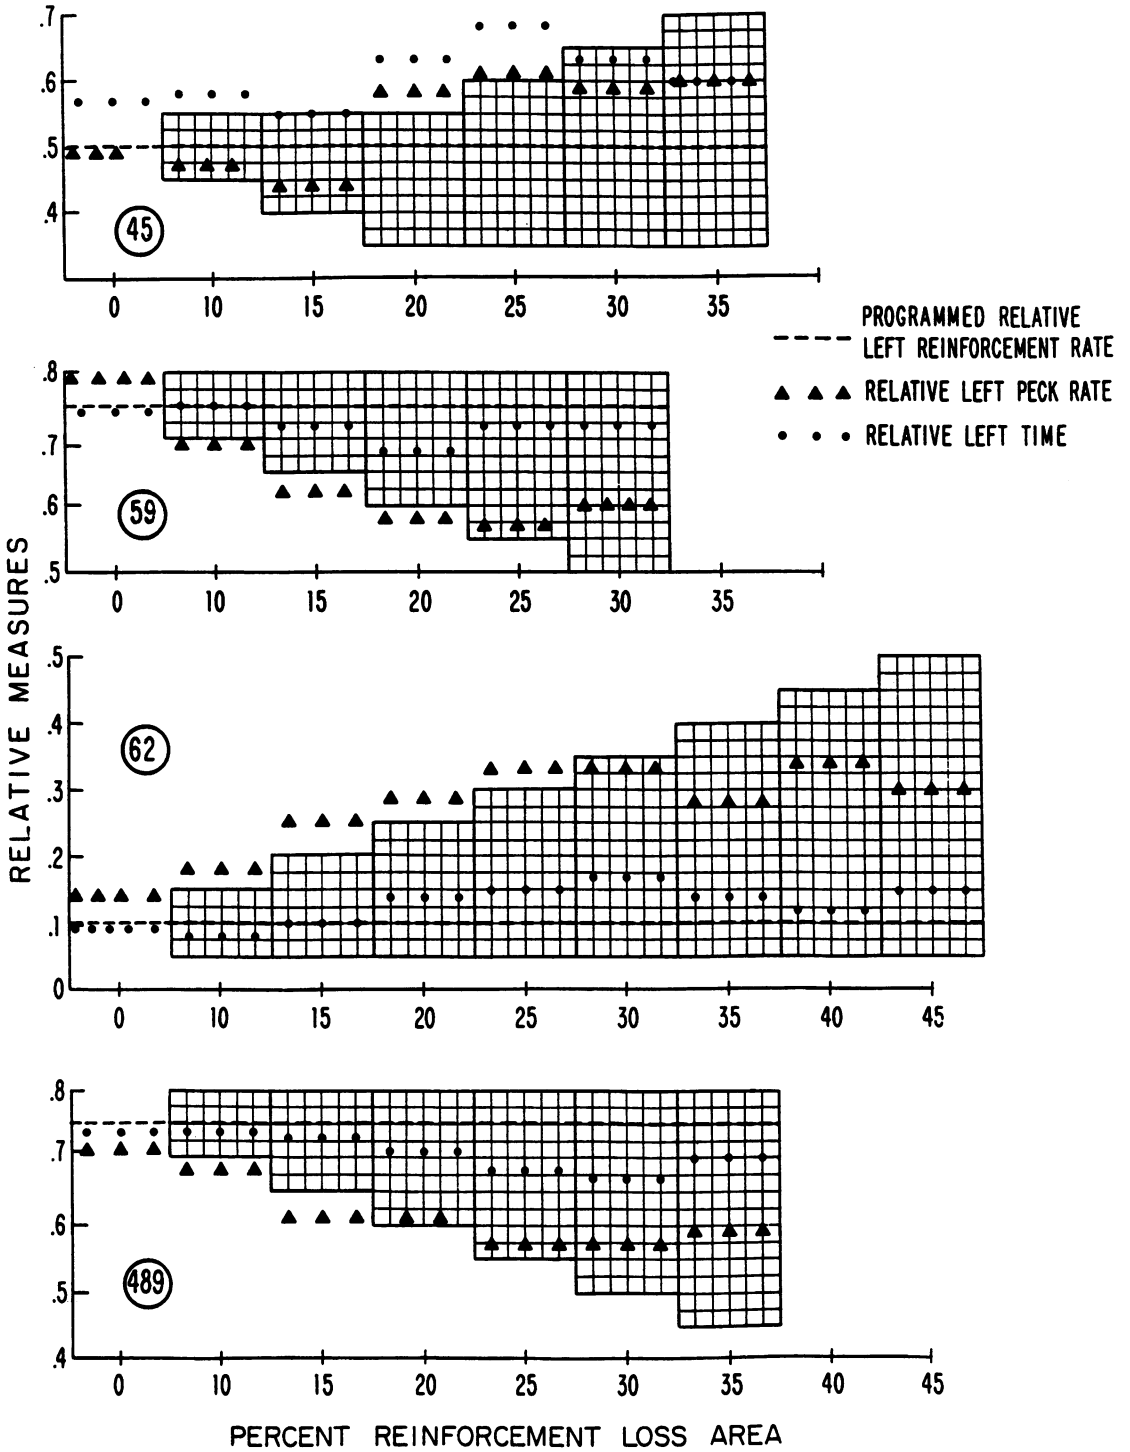 .7
.6
.5
.4
45
0 10 15 20 25 30 35
PROGRAMMED RELATIVE
LEFT REINFORCEMENT RATE
RELATIVE LEFT PECK RATE
RELATIVE LEFT TIME
.8
.7
.6
.5
59
0 10 15 20 25 30 35
RELATIVE MEASURES
.5
.4
.3
.2
.1
0
62
0 10 15 20 25 30 35 40 45
.8
.7
.6
.5
.4
489
0 10 15 20 25 30 35 40 45
PERCENT REINFORCEMENT LOSS AREA